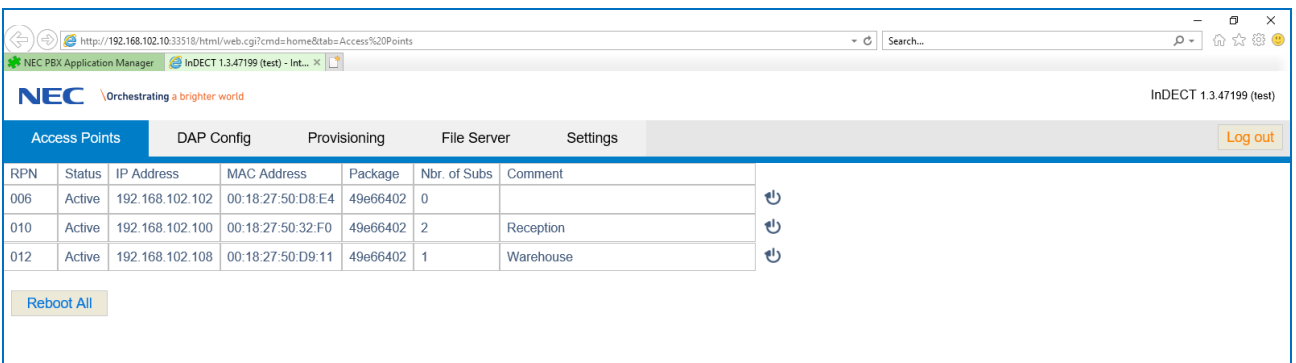 http://192.168.102.10:33518/html/web.cgi?cmd=home&tab=Access%20Points Search...
NEC PBX Application Manager InDECT 1.3.47199 (test) - Int...
NEC \Orchestrating a brighter world InDECT 1.3.47199 (test)
Access Points DAP Config Provisioning File Server Settings Log out
RPN Status IP Address MAC Address Package Nbr. of Subs Comment
006 Active 192.168.102.102 00:18:27:50:D8:E4 49e66402 0
010 Active 192.168.102.100 00:18:27:50:32:F0 49e66402 2 Reception
012 Active 192.168.102.108 00:18:27:50:D9:11 49e66402 1 Warehouse
Reboot All